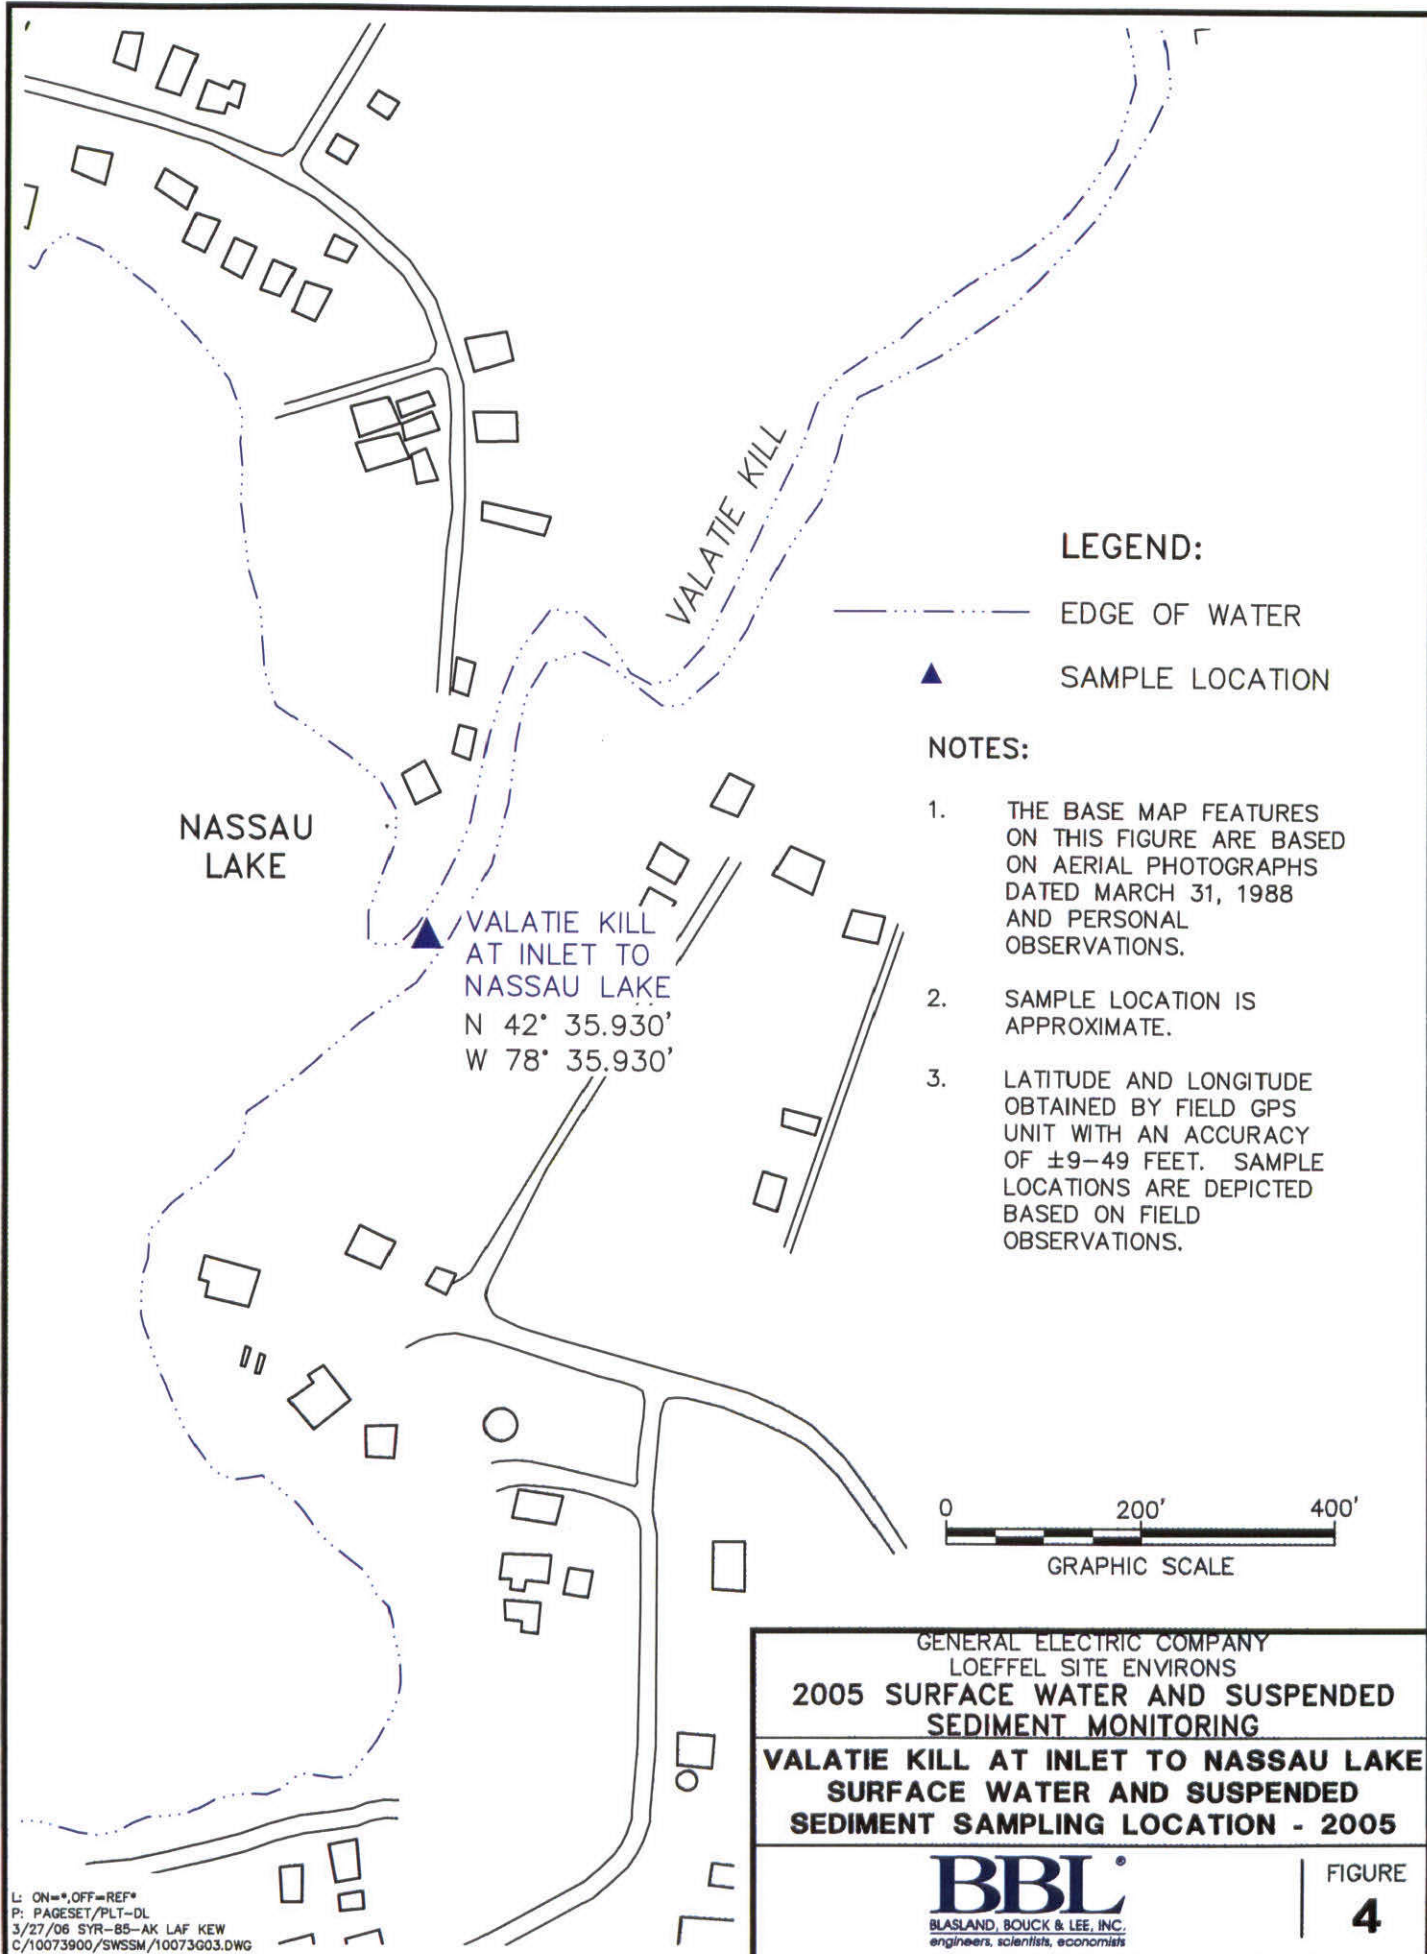 VALATIE KILL
LEGEND:
EDGE OF WATER
SAMPLE LOCATION
NOTES:
1. THE BASE MAP FEATURES
ON THIS FIGURE ARE BASED
ON AERIAL PHOTOGRAPHS
DATED MARCH 31, 1988
AND PERSONAL
OBSERVATIONS.
2. SAMPLE LOCATION IS
APPROXIMATE.
3. LATITUDE AND LONGITUDE
OBTAINED BY FIELD GPS
UNIT WITH AN ACCURACY
OF ±9-49 FEET. SAMPLE
LOCATIONS ARE DEPICTED
BASED ON FIELD
OBSERVATIONS.
NASSAU
LAKE
VALATIE KILL
AT INLET TO
NASSAU LAKE
N 42° 35.930'
W 78° 35.930'
0 200' 400'
GRAPHIC SCALE
GENERAL ELECTRIC COMPANY
LOEFFEL SITE ENVIRONS
2005 SURFACE WATER AND SUSPENDED
SEDIMENT MONITORING
VALATIE KILL AT INLET TO NASSAU LAKE
SURFACE WATER AND SUSPENDED
SEDIMENT SAMPLING LOCATION - 2005
BBL®
BLASLAND, BOUCK & LEE, INC.
engineers, scientists, economists
FIGURE
4
L: ON=*,OFF=REF*
P: PAGESET/PLT-DL
3/27/06 SYR-85-AK LAF KEW
C/10073900/SWSSM/10073G03.DWG